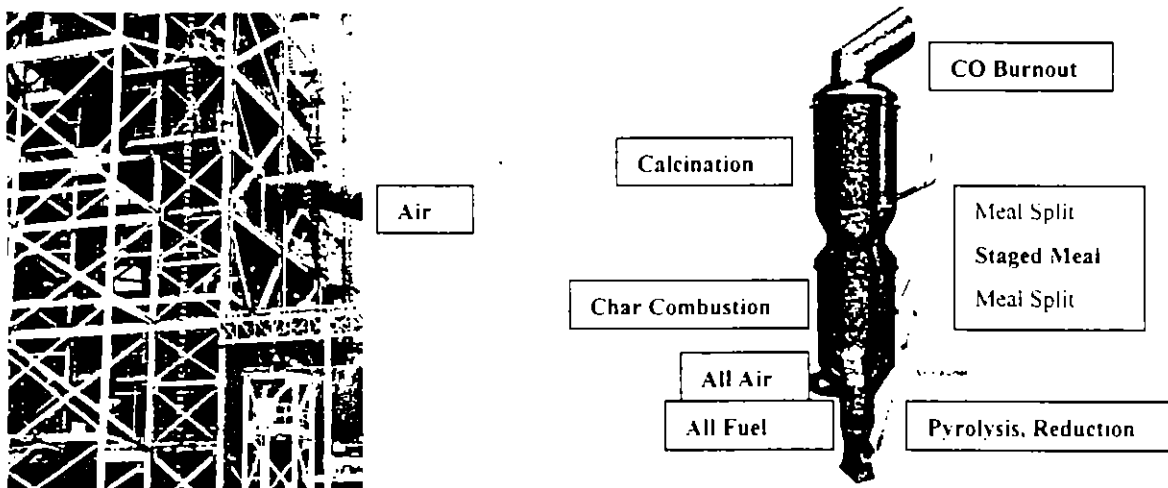 CO Burnout
Calcination
Air
Meal Split
Staged Meal
Meal Split
Char Combustion
All Air
All Fuel
Pyrolysis, Reduction